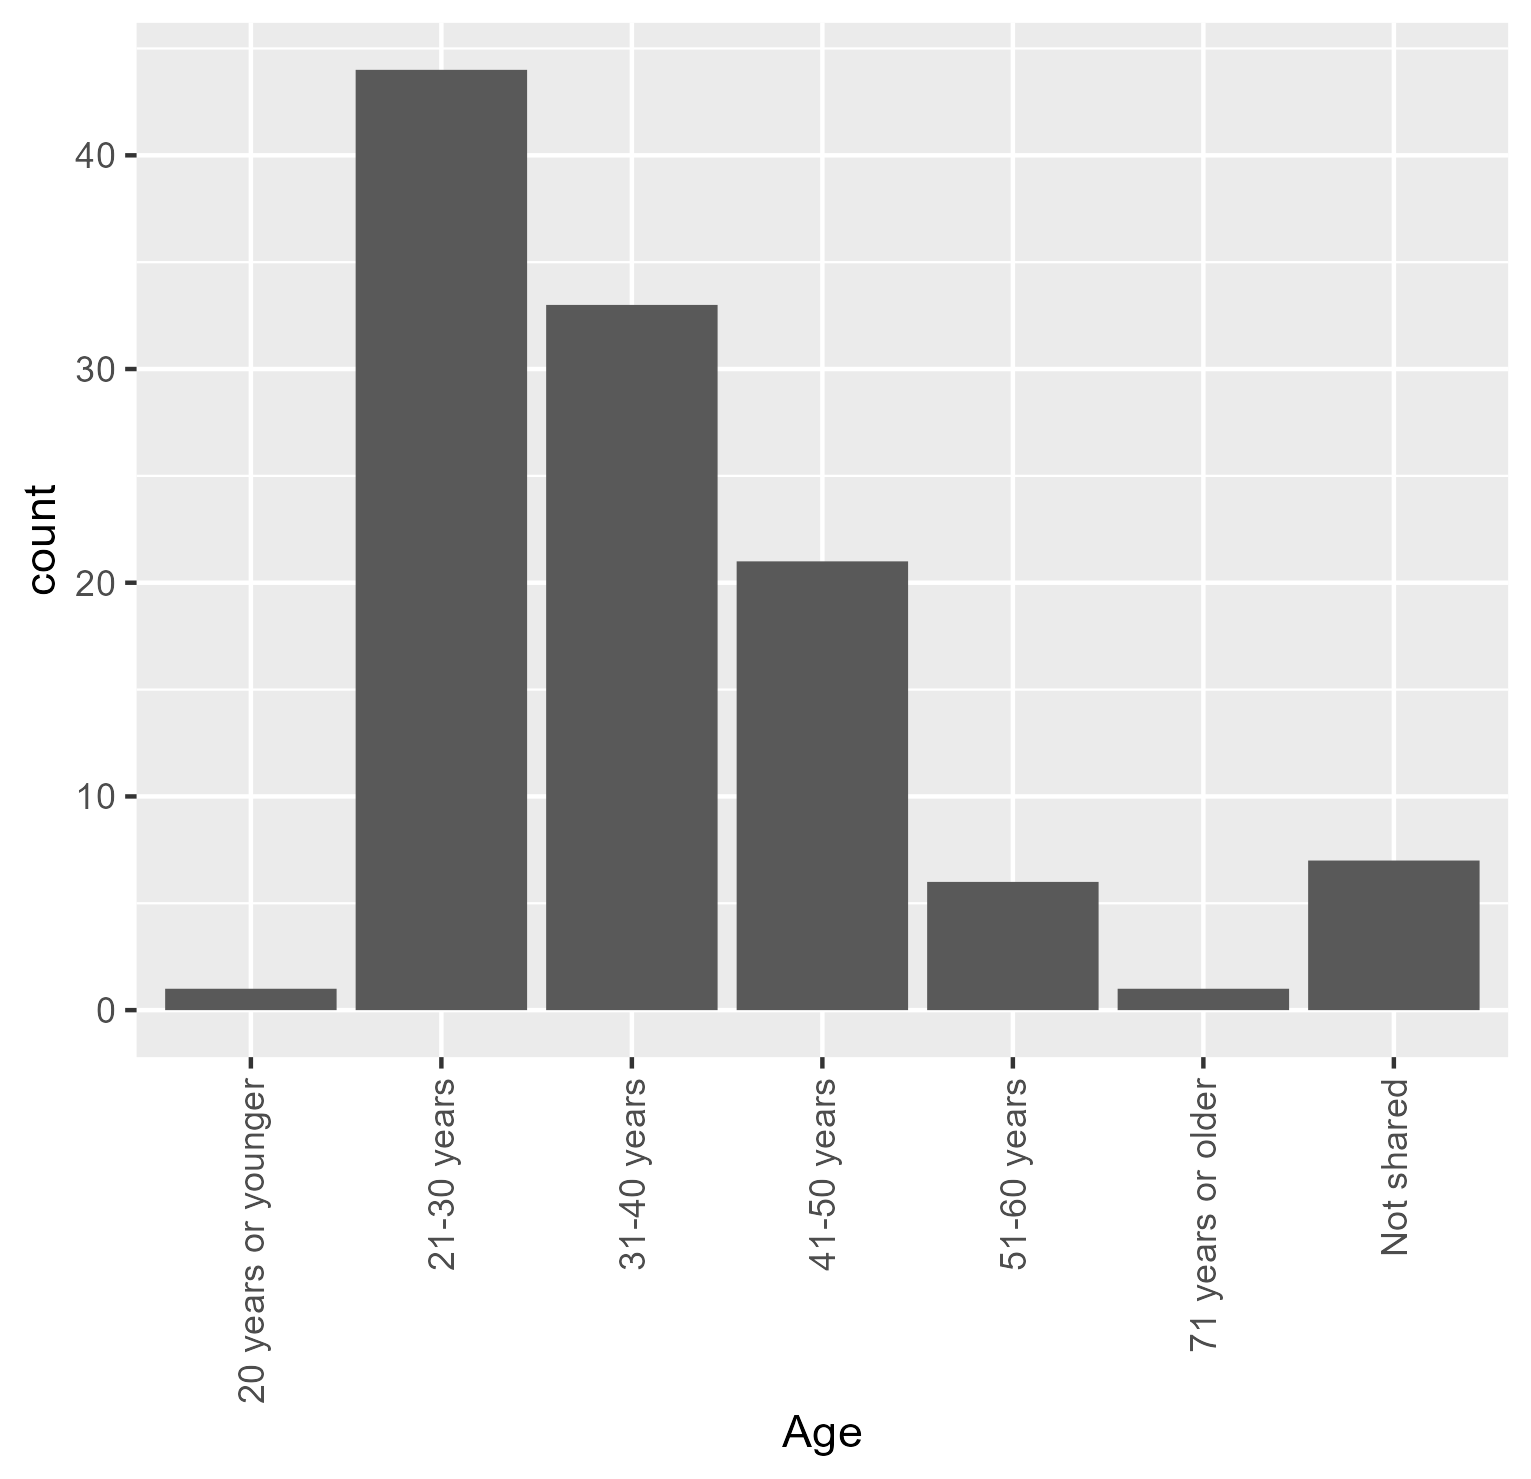 count
40
30
20
10
0
20 years or younger
21-30 years
31-40 years
41-50 years
51-60 years
71 years or older
Not shared
Age